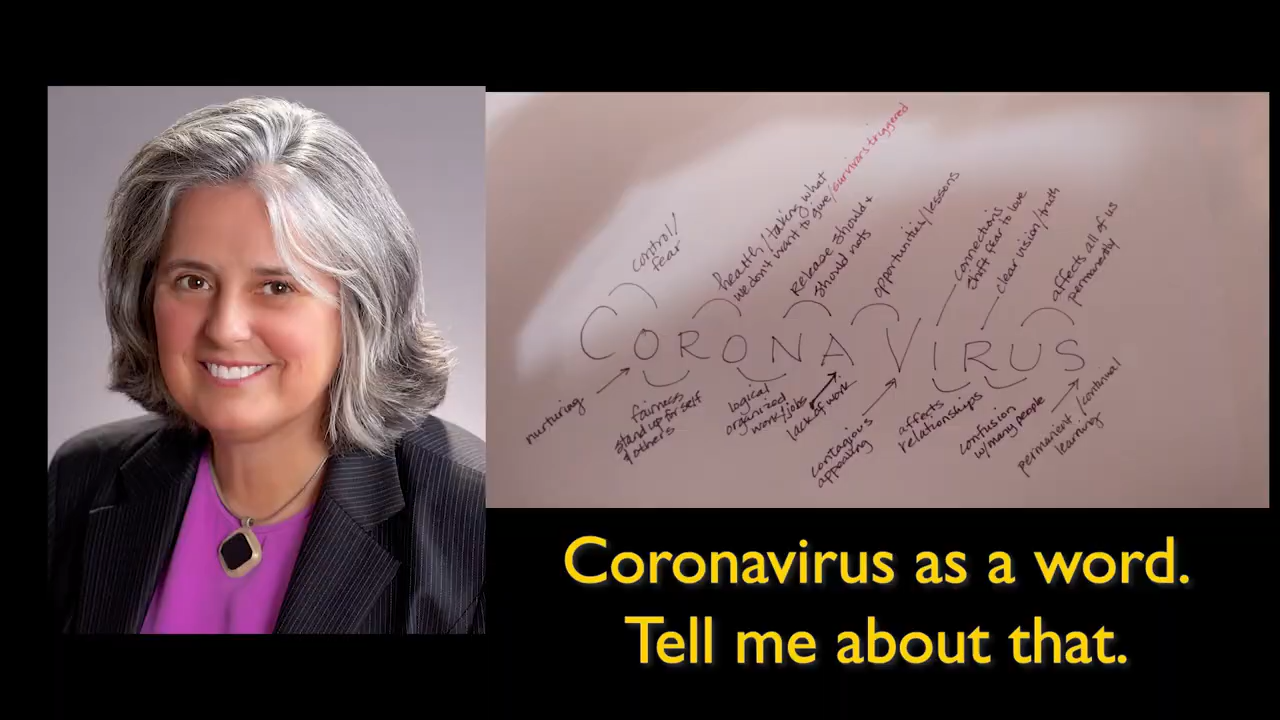 control/
fear
health/taking what
we don't want to give/survivors triggered
Release should &
should nots
opportunities/lessons
connections
shift fear to love
clear vision/truth
affects all of us
permanently
CORONAVIRUS
nurturing
fairness
stand up for self
& others
logical
organized
work/jobs
lack of work
contagious
appealing
affects
relationships
confusion
w/many people
permanent/continual
learning
Coronavirus as a word.
Tell me about that.